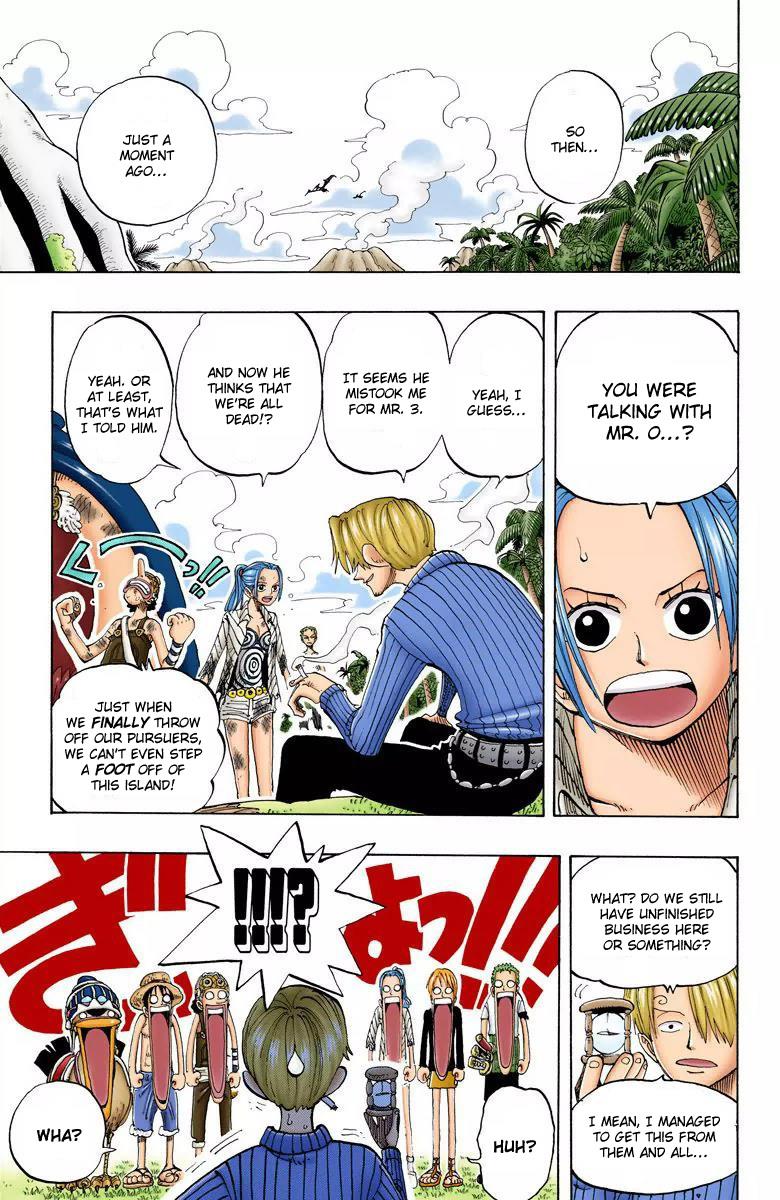 SO
THEN...
JUST A
MOMENT
AGO...
YOU WERE
TALKING WITH
MR. O...?
YEAH, I
GUESS...
IT SEEMS HE
MISTOOK ME
FOR MR. 3.
AND NOW HE
THINKS THAT
WE'RE ALL
DEAD!?
YEAH. OR
AT LEAST,
THAT'S WHAT
I TOLD HIM.
く〜っ!!
JUST WHEN
WE FINALLY THROW
OFF OUR PURSUERS,
WE CAN'T EVEN STEP
A FOOT OFF OF
THIS ISLAND!
WHAT? DO WE STILL
HAVE UNFINISHED
BUSINESS HERE
OR SOMETHING?
I MEAN, I MANAGED
TO GET THIS FROM
THEM AND ALL...
!!!?
HUH?
WHA?